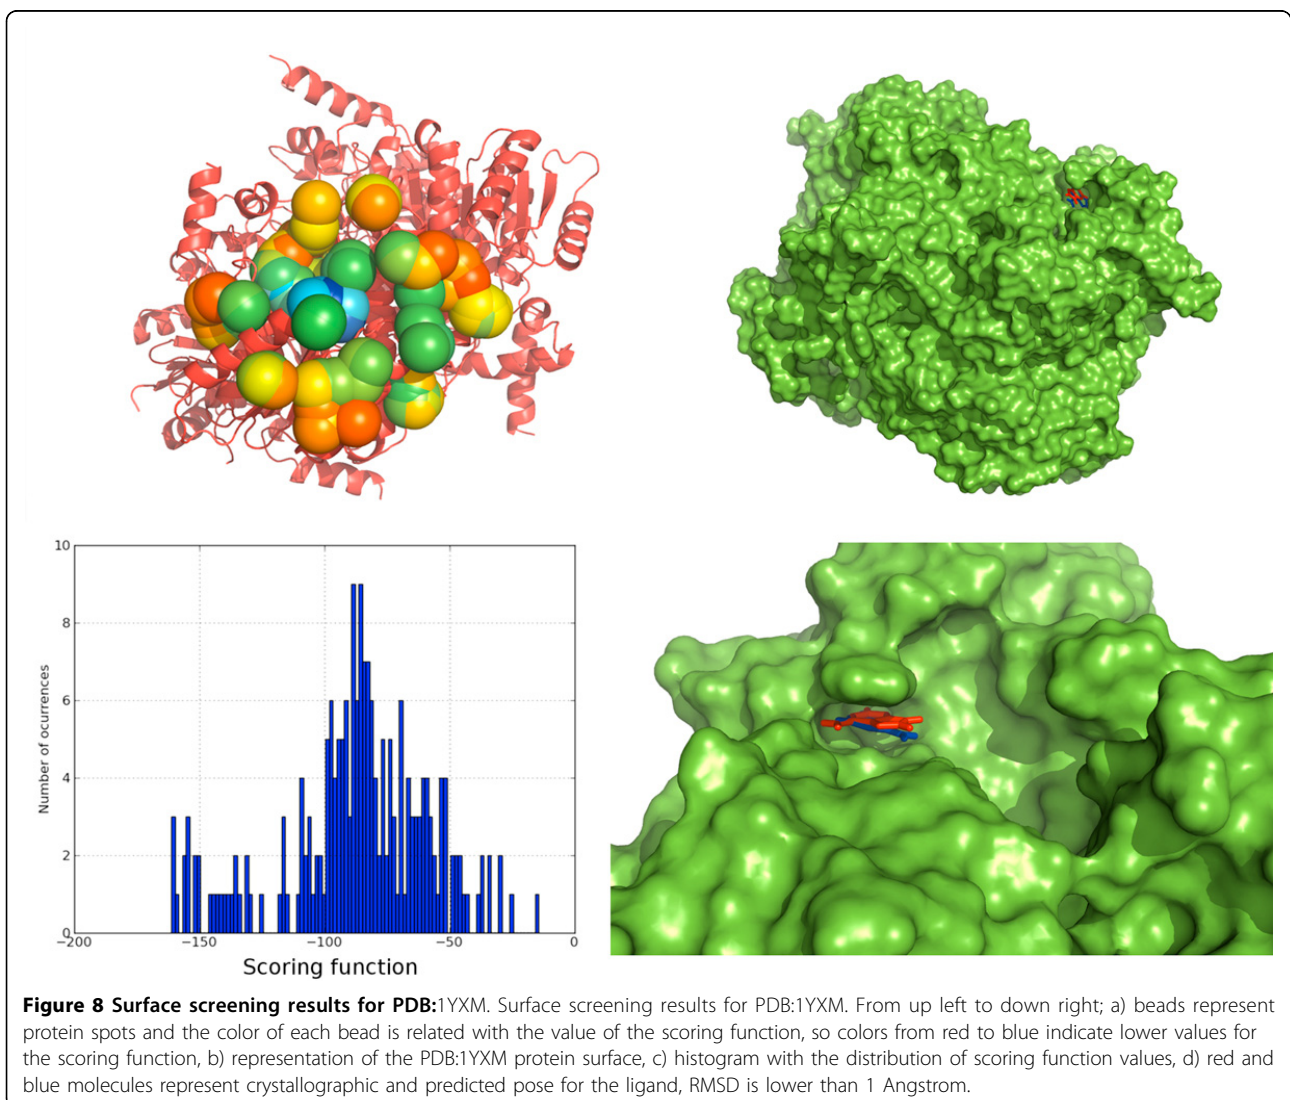 10
8
6
4
2
0
Number of ocurrences
−200
−150
−100
−50
0
Scoring function
Figure 8 Surface screening results for PDB:1YXM. Surface screening results for PDB:1YXM. From up left to down right; a) beads represent
protein spots and the color of each bead is related with the value of the scoring function, so colors from red to blue indicate lower values for
the scoring function, b) representation of the PDB:1YXM protein surface, c) histogram with the distribution of scoring function values, d) red and
blue molecules represent crystallographic and predicted pose for the ligand, RMSD is lower than 1 Angstrom.